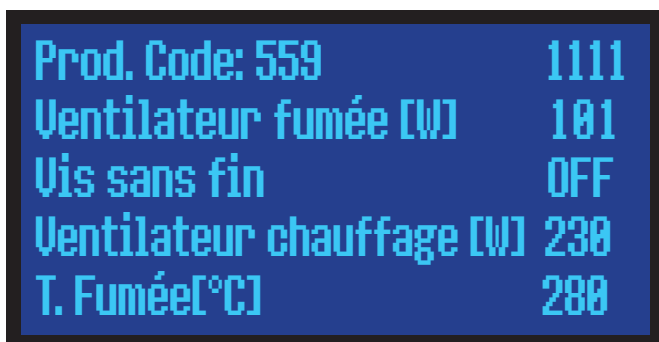 Prod. Code: 559 1111
Ventilateur fumée [W] 101
Vis sans fin OFF
Ventilateur chauffage [W] 230
T. Fumée[°C] 280